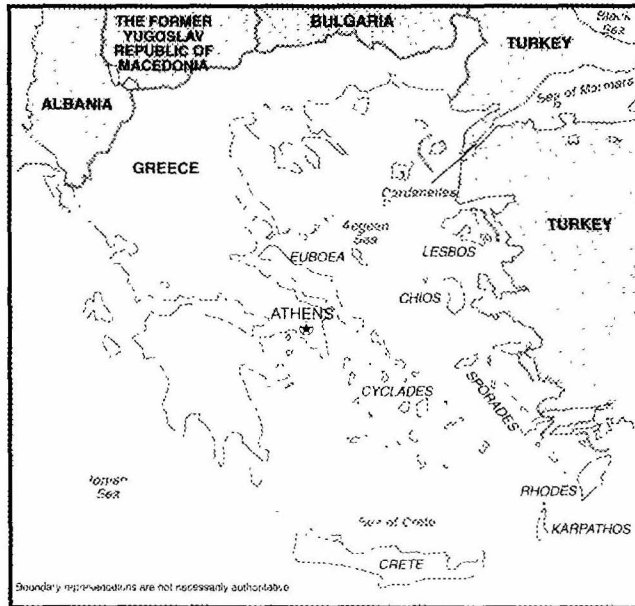 THE FORMER
YUGOSLAV
REPUBLIC OF
MACEDONIA
BULGARIA
Black
Sea
TURKEY
Sea of Marmara
ALBANIA
GREECE
Dardanelles
Aegean
Sea
TURKEY
EUBOEA
LESBOS
CHIOS
ATHENS
CYCLADES
SPORADES
Ionian
Sea
RHODES
Sea of Crete
KARPATHOS
CRETE
Boundary representations are not necessarily authoritative